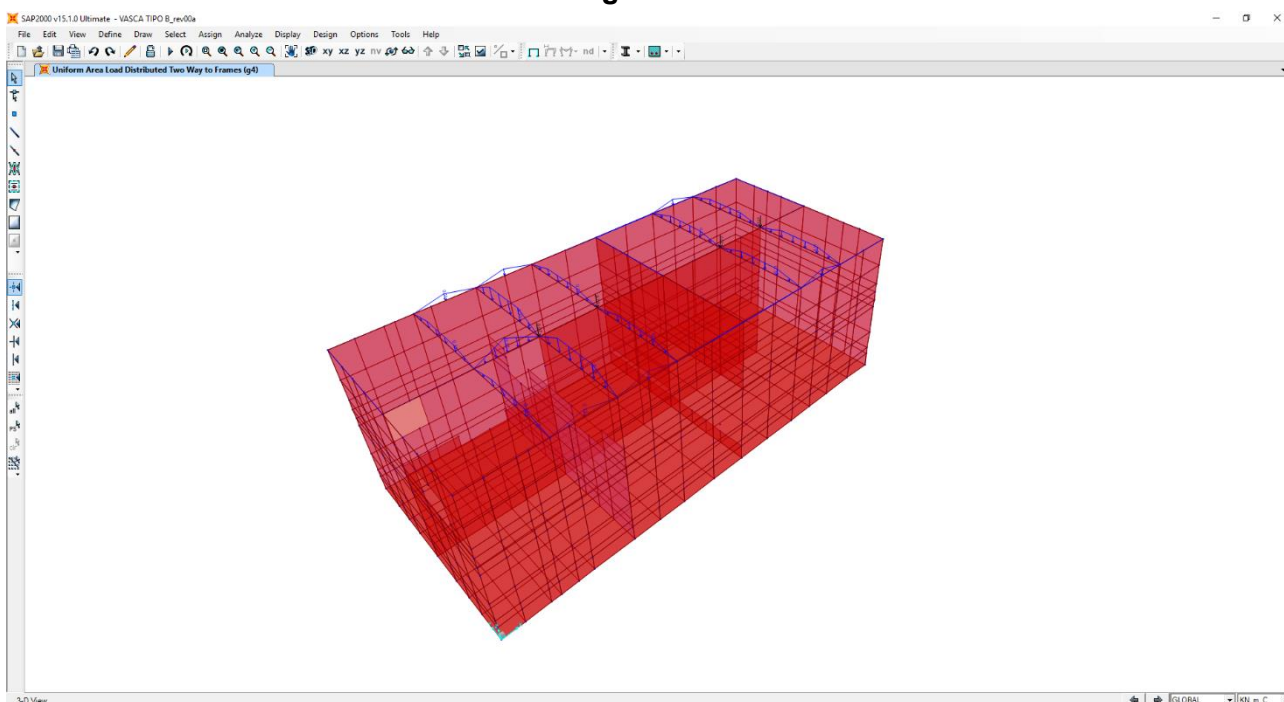 SAP2000 v15.1.0 Ultimate - VASCA TIPO B_rev00a
File Edit View Define Draw Select Assign Analyze Display Design Options Tools Help
xy xz yz nv nd
Uniform Area Load Distributed Two Way to Frames (g4)
3-D View
GLOBAL
KN, m, C